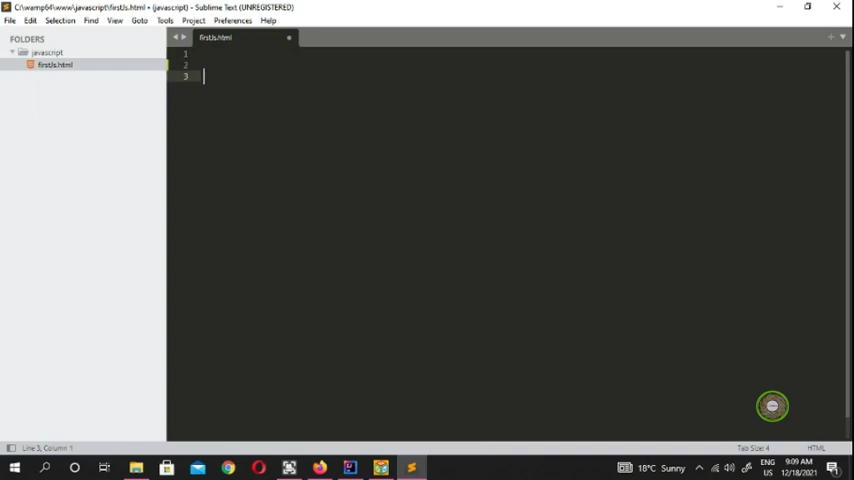 C:\wamp64\www\javascript\firstJs.html • (javascript) - Sublime Text (UNREGISTERED)
File Edit Selection Find View Goto Tools Project Preferences Help
FOLDERS
javascript
firstJs.html
firstJs.html
1
2
3
Line 3, Column 1
Tab Size: 4
HTML
18°C Sunny
ENG
US
9:09 AM
12/18/2021